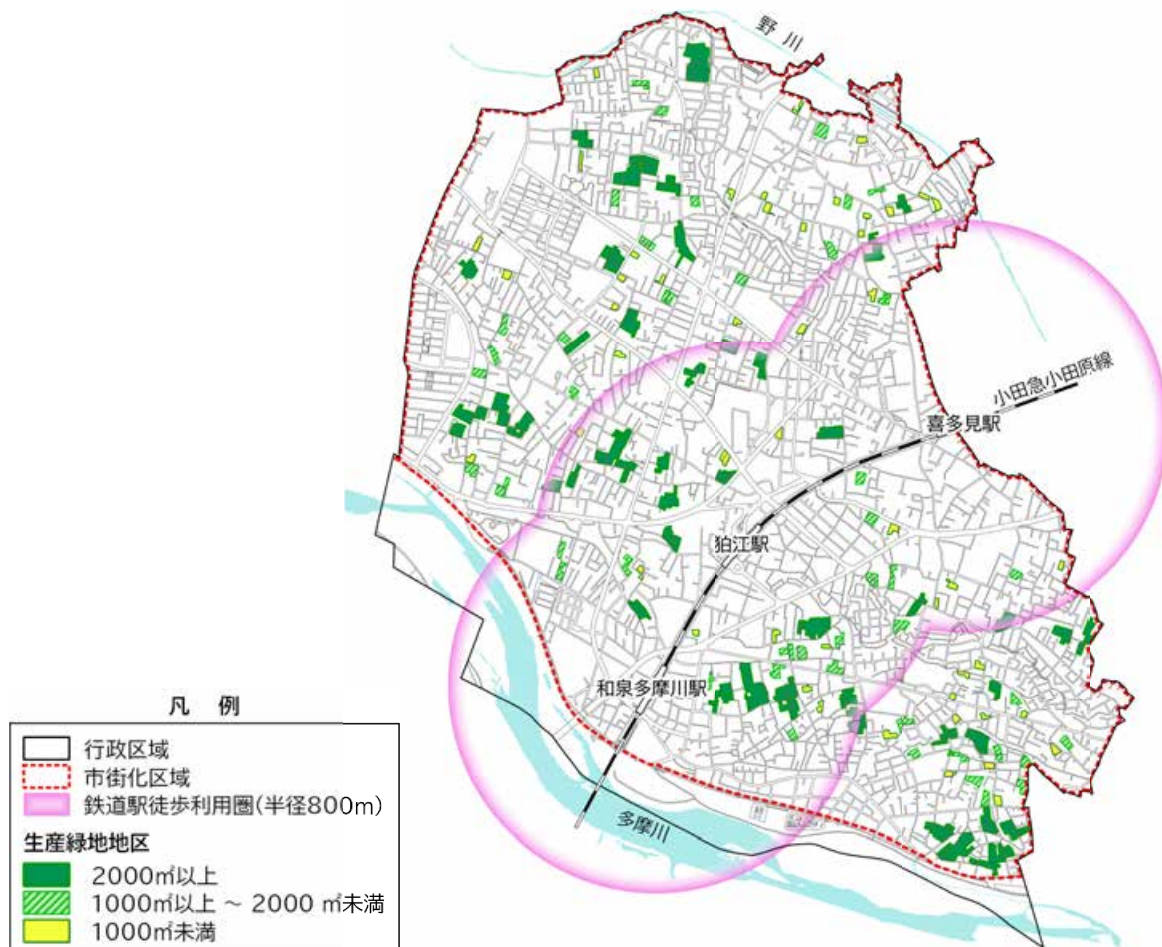 野川
小田急小田原線
喜多見駅
狛江駅
和泉多摩川駅
多摩川
凡 例
行政区域
市街化区域
鉄道駅徒歩利用圏(半径800m)
生産緑地地区
2000㎡以上
1000㎡以上 ~ 2000 ㎡未満
1000㎡未満